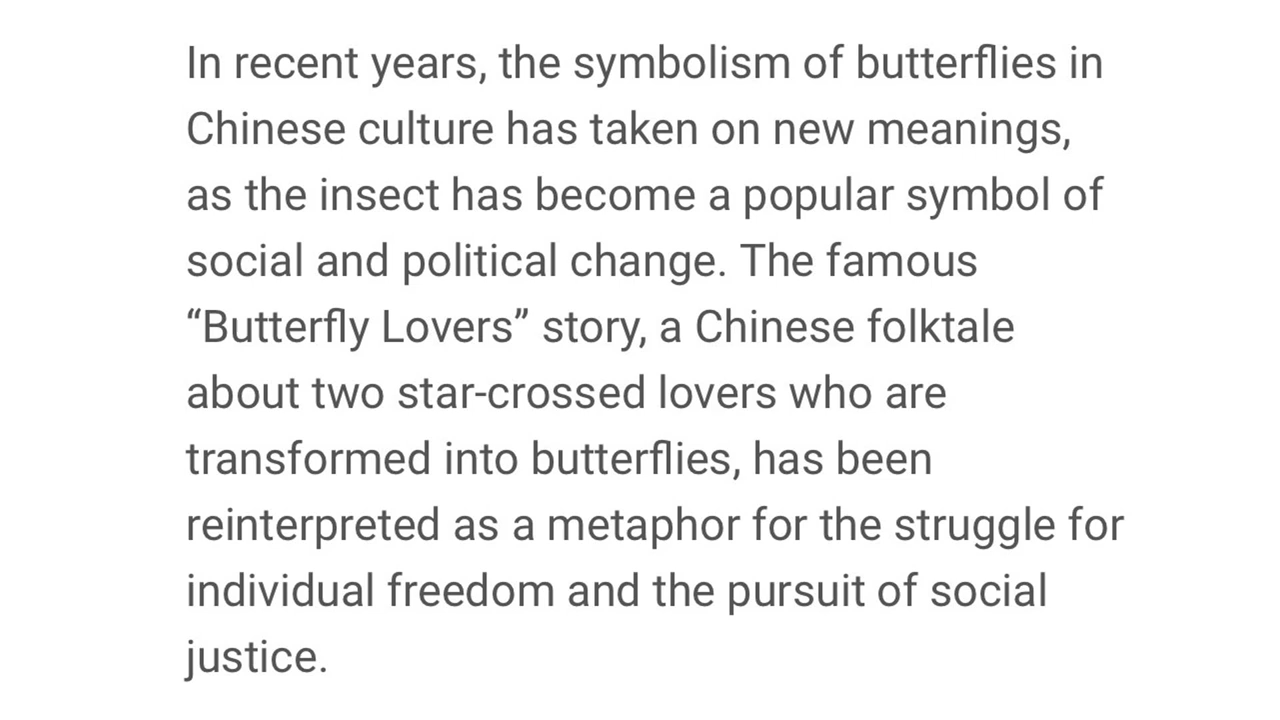 In recent years, the symbolism of butterflies in
Chinese culture has taken on new meanings,
as the insect has become a popular symbol of
social and political change. The famous
“Butterfly Lovers” story, a Chinese folktale
about two star-crossed lovers who are
transformed into butterflies, has been
reinterpreted as a metaphor for the struggle for
individual freedom and the pursuit of social
justice.